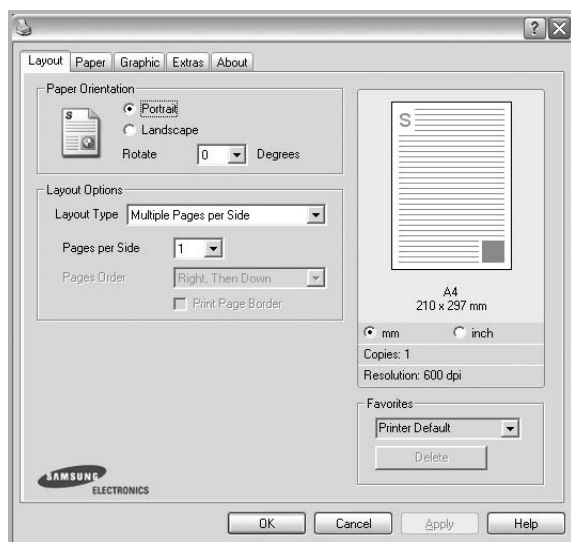 Layout Paper Graphic Extras About
Paper Orientation
S
Portrait
Landscape
Rotate 0 Degrees
Layout Options
Layout Type Multiple Pages per Side
Pages per Side 1
Pages Order Right, Then Down
Print Page Border
S
A4
210 x 297 mm
mm inch
Copies: 1
Resolution: 600 dpi
Favorites
Printer Default
Delete
SAMSUNG
ELECTRONICS
OK Cancel Apply Help